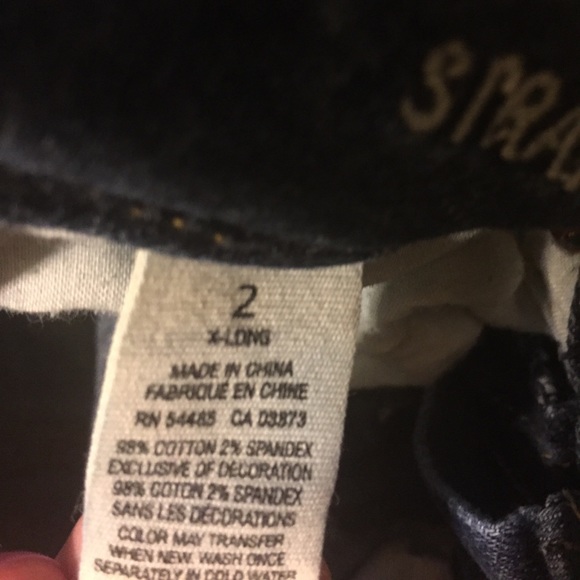 STRA
2
X-LONG
MADE IN CHINA
FABRIQUÉ EN CHINE
RN 54485 CA 03873
98% COTTON 2% SPANDEX
EXCLUSIVE OF DECORATION
98% COTON 2% SPANDEX
SANS LES DÉCORATIONS
COLOR MAY TRANSFER
WHEN NEW. WASH ONCE
SEPARATELY IN COLD WATER